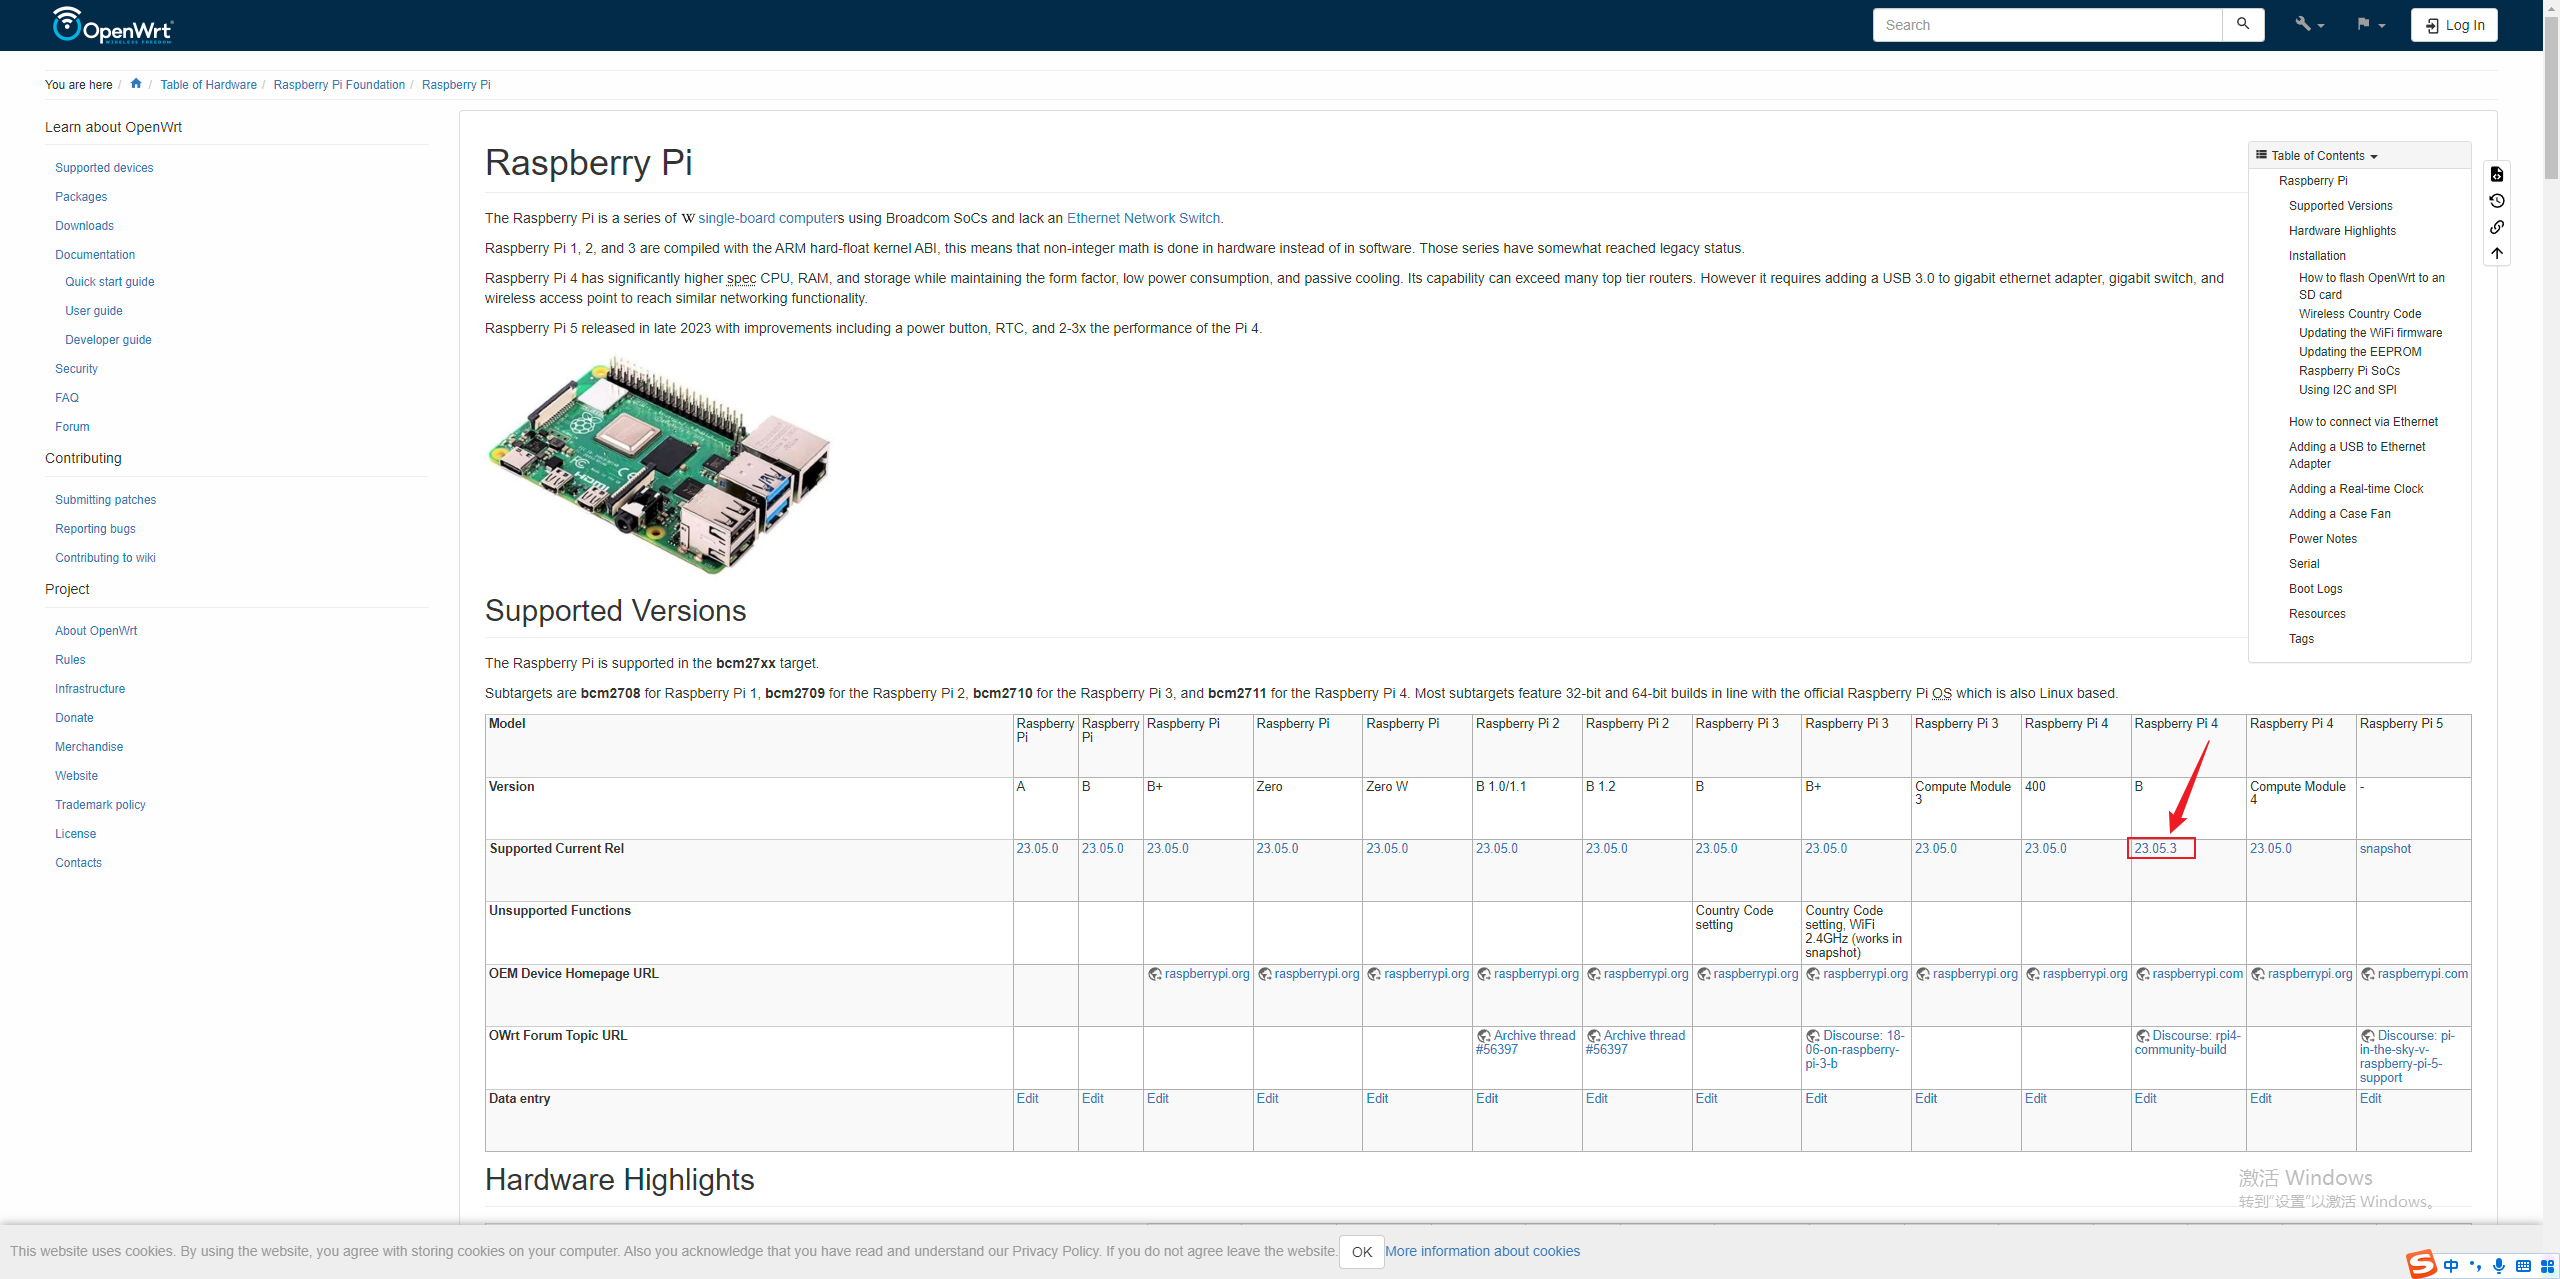 OpenWrt
WIRELESS FREEDOM
Search
Log In
You are here / / Table of Hardware / Raspberry Pi Foundation / Raspberry Pi
Learn about OpenWrt
Supported devices
Packages
Downloads
Documentation
Quick start guide
User guide
Developer guide
Security
FAQ
Forum
Contributing
Submitting patches
Reporting bugs
Contributing to wiki
Project
About OpenWrt
Rules
Infrastructure
Donate
Merchandise
Website
Trademark policy
License
Contacts
Raspberry Pi
The Raspberry Pi is a series of W single-board computers using Broadcom SoCs and lack an Ethernet Network Switch.
Raspberry Pi 1, 2, and 3 are compiled with the ARM hard-float kernel ABI, this means that non-integer math is done in hardware instead of in software. Those series have somewhat reached legacy status.
Raspberry Pi 4 has significantly higher spec CPU, RAM, and storage while maintaining the form factor, low power consumption, and passive cooling. Its capability can exceed many top tier routers. However it requires adding a USB 3.0 to gigabit ethernet adapter, gigabit switch, and
wireless access point to reach similar networking functionality.
Raspberry Pi 5 released in late 2023 with improvements including a power button, RTC, and 2-3x the performance of the Pi 4.
HDMI
FC CE
Table of Contents
Raspberry Pi
Supported Versions
Hardware Highlights
Installation
How to flash OpenWrt to an
SD card
Wireless Country Code
Updating the WiFi firmware
Updating the EEPROM
Raspberry Pi SoCs
Using I2C and SPI
How to connect via Ethernet
Adding a USB to Ethernet
Adapter
Adding a Real-time Clock
Adding a Case Fan
Power Notes
Serial
Boot Logs
Resources
Tags
Supported Versions
The Raspberry Pi is supported in the bcm27xx target.
Subtargets are bcm2708 for Raspberry Pi 1, bcm2709 for the Raspberry Pi 2, bcm2710 for the Raspberry Pi 3, and bcm2711 for the Raspberry Pi 4. Most subtargets feature 32-bit and 64-bit builds in line with the official Raspberry Pi OS which is also Linux based.
Model Raspberry Raspberry Raspberry Pi Raspberry Pi Raspberry Pi Raspberry Pi 2 Raspberry Pi 2 Raspberry Pi 3 Raspberry Pi 3 Raspberry Pi 3 Raspberry Pi 4 Raspberry Pi 4 Raspberry Pi 4 Raspberry Pi 5
Pi Pi
Version A B B+ Zero Zero W B 1.0/1.1 B 1.2 B B+ Compute Module 400 B Compute Module -
3 4
Supported Current Rel 23.05.0 23.05.0 23.05.0 23.05.0 23.05.0 23.05.0 23.05.0 23.05.0 23.05.0 23.05.0 23.05.0 23.05.3 23.05.0 snapshot
Unsupported Functions Country Code Country Code
setting setting, WiFi
2.4GHz (works in
snapshot)
OEM Device Homepage URL raspberrypi.org raspberrypi.org raspberrypi.org raspberrypi.org raspberrypi.org raspberrypi.org raspberrypi.org raspberrypi.org raspberrypi.org raspberrypi.com raspberrypi.org raspberrypi.com
OWrt Forum Topic URL Archive thread Archive thread Discourse: 18- Discourse: rpi4- Discourse: pi-
#56397 #56397 06-on-raspberry- community-build in-the-sky-v-
pi-3-b raspberry-pi-5-
support
Data entry Edit Edit Edit Edit Edit Edit Edit Edit Edit Edit Edit Edit Edit Edit
Hardware Highlights
激活 Windows
转到“设置”以激活 Windows。
This website uses cookies. By using the website, you agree with storing cookies on your computer. Also you acknowledge that you have read and understand our Privacy Policy. If you do not agree leave the website. OK More information about cookies
S 中